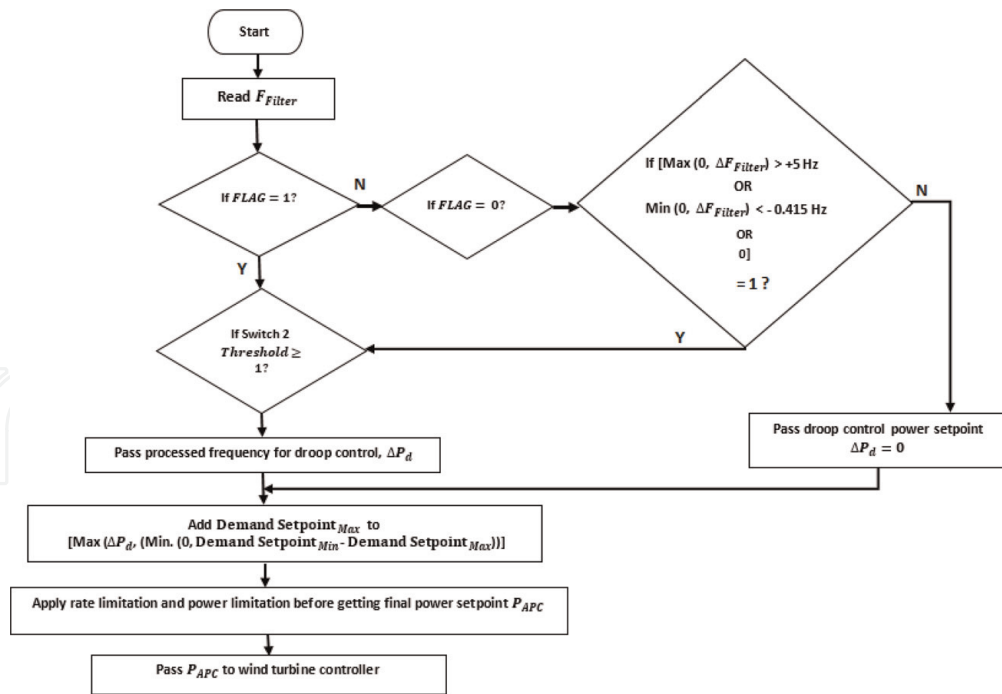 Start
Read F_Filter
If FLAG = 1?
N
If FLAG = 0?
If [Max (0, ΔF_Filter) > +5 Hz
OR
Min (0, ΔF_Filter) < - 0.415 Hz
OR
0]
= 1 ?
N
Y
Y
If Switch 2
Threshold ≥
1?
Pass processed frequency for droop control, ΔP_d
Pass droop control power setpoint
ΔP_d = 0
Add Demand Setpoint_Max to
[Max (ΔP_d, (Min. (0, Demand Setpoint_Min - Demand Setpoint_Max))]
Apply rate limitation and power limitation before getting final power setpoint P_APC
Pass P_APC to wind turbine controller